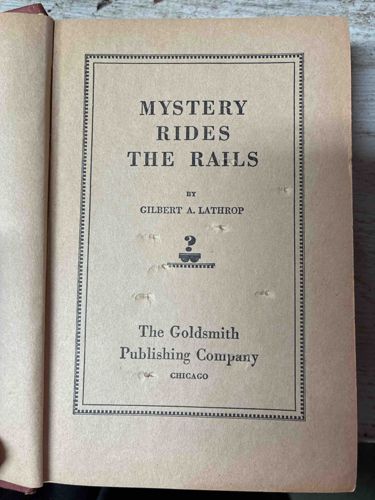 MYSTERY
RIDES
THE RAILS
BY
GILBERT A. LATHROP
?
The Goldsmith
Publishing Company
CHICAGO